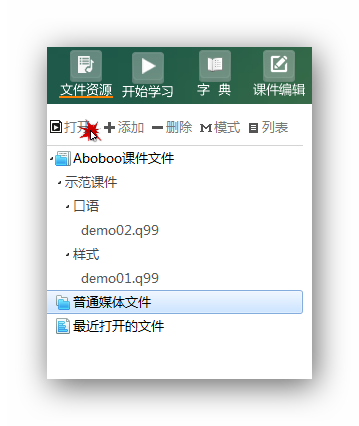 文件资源 开始学习 字 典 课件编辑
打开 添加 删除 M模式 列表
Aboboo课件文件
示范课件
口语
demo02.q99
样式
demo01.q99
普通媒体文件
最近打开的文件